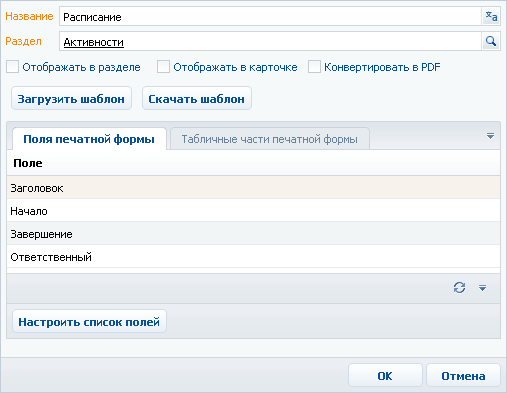 Название Расписание
Раздел Активности
Отображать в разделе Отображать в карточке Конвертировать в PDF
Загрузить шаблон Скачать шаблон
Поля печатной формы Табличные части печатной формы
Поле
Заголовок
Начало
Завершение
Ответственный
Настроить список полей
ОК Отмена